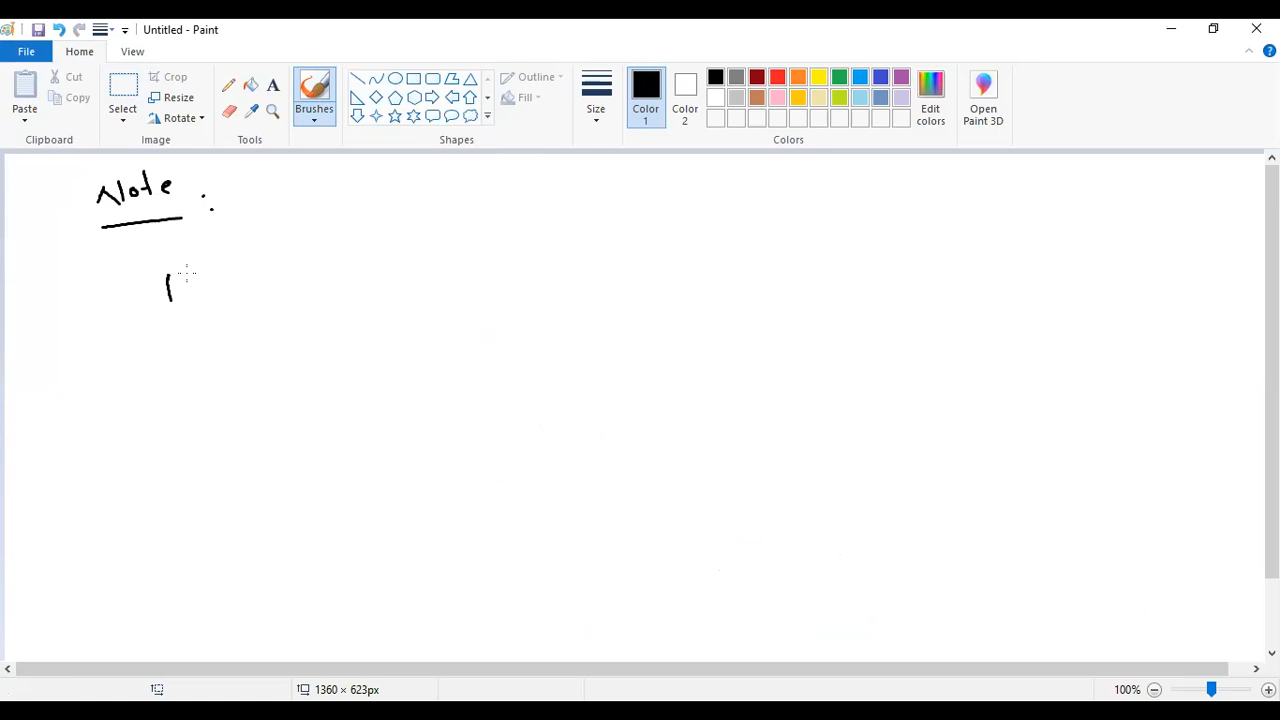 Untitled - Paint
File Home View
Paste
Cut
Copy
Clipboard
Select
Crop
Resize
Rotate
Image
Tools
Brushes
Shapes
Outline
Fill
Size
Color 1
Color 2
Colors
Edit colors
Open Paint 3D
Note :
1360 × 623px
100%